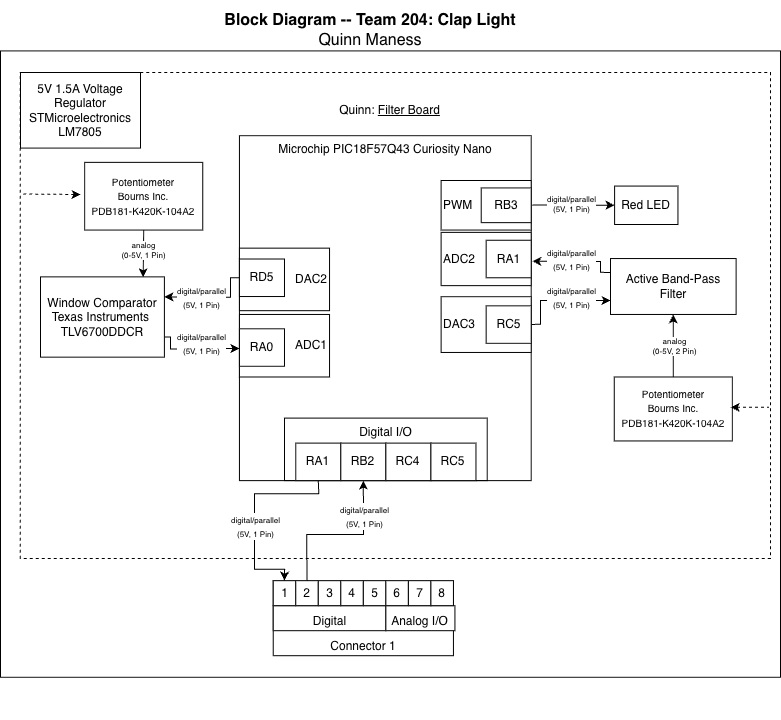 Block Diagram -- Team 204: Clap Light
Quinn Maness
5V 1.5A Voltage
Regulator
STMicroelectronics
LM7805
Quinn: Filter Board
Microchip PIC18F57Q43 Curiosity Nano
Potentiometer
Bourns Inc.
PDB181-K420K-104A2
analog
(0-5V, 1 Pin)
Window Comparator
Texas Instruments
TLV6700DDCR
digital/parallel
(5V, 1 Pin)
digital/parallel
(5V, 1 Pin)
RD5
DAC2
RA0
ADC1
PWM
RB3
digital/parallel
(5V, 1 Pin)
Red LED
ADC2
RA1
digital/parallel
(5V, 1 Pin)
DAC3
RC5
digital/parallel
(5V, 1 Pin)
Active Band-Pass
Filter
analog
(0-5V, 2 Pin)
Potentiometer
Bourns Inc.
PDB181-K420K-104A2
Digital I/O
RA1
RB2
RC4
RC5
digital/parallel
(5V, 1 Pin)
digital/parallel
(5V, 1 Pin)
1
2
3
4
5
6
7
8
Digital
Analog I/O
Connector 1